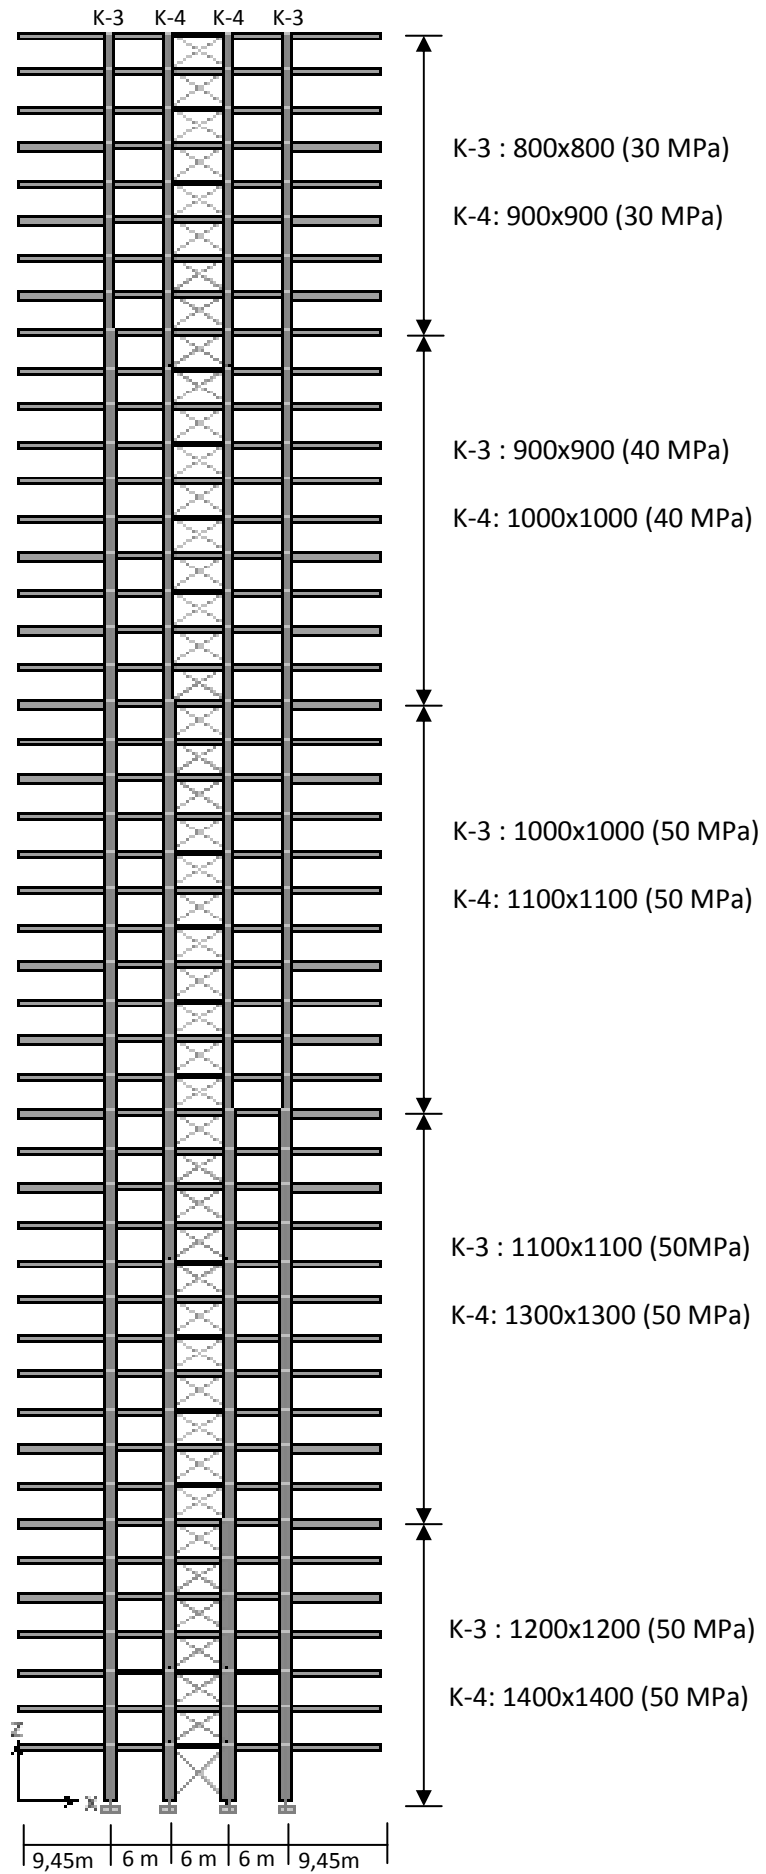 K-3 K-4 K-4 K-3
K-3 : 800x800 (30 MPa)
K-4: 900x900 (30 MPa)
K-3 : 900x900 (40 MPa)
K-4: 1000x1000 (40 MPa)
K-3 : 1000x1000 (50 MPa)
K-4: 1100x1100 (50 MPa)
K-3 : 1100x1100 (50MPa)
K-4: 1300x1300 (50 MPa)
K-3 : 1200x1200 (50 MPa)
K-4: 1400x1400 (50 MPa)
Z
X
9,45m 6 m 6 m 6 m 9,45m